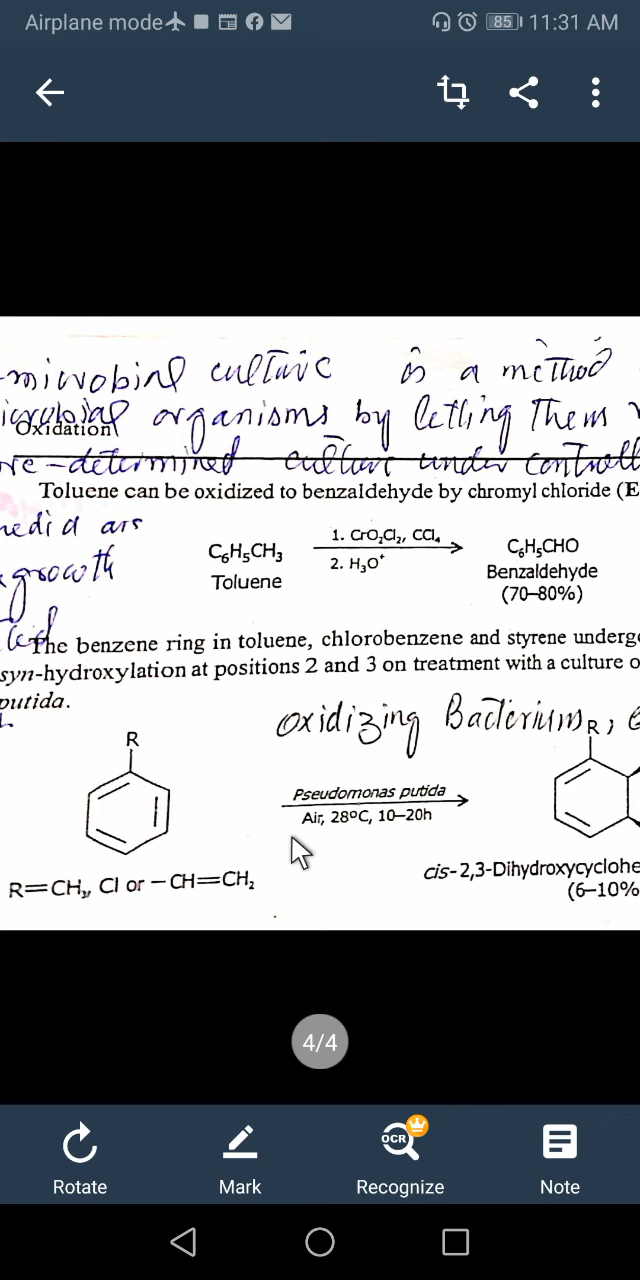 Airplane mode 85 11:31 AM
-microbial culture is a method
icrobial organisms by letting Them
Oxidation
re-determined culture under controll
Toluene can be oxidized to benzaldehyde by chromyl chloride (E
media are
C₆H₅CH₃ 1. CrO₂Cl₂, CCl₄ C₆H₅CHO
growth Toluene 2. H₃O⁺ Benzaldehyde
(70–80%)
The benzene ring in toluene, chlorobenzene and styrene underg
syn-hydroxylation at positions 2 and 3 on treatment with a culture o
putida.
Oxidizing Bacteriums,
R R
Pseudomonas putida
Air, 28ºC, 10–20h
cis-2,3-Dihydroxycyclohe
R=CH₃, Cl or –CH=CH₂
(6–10%
4/4
OCR
Rotate Mark Recognize Note